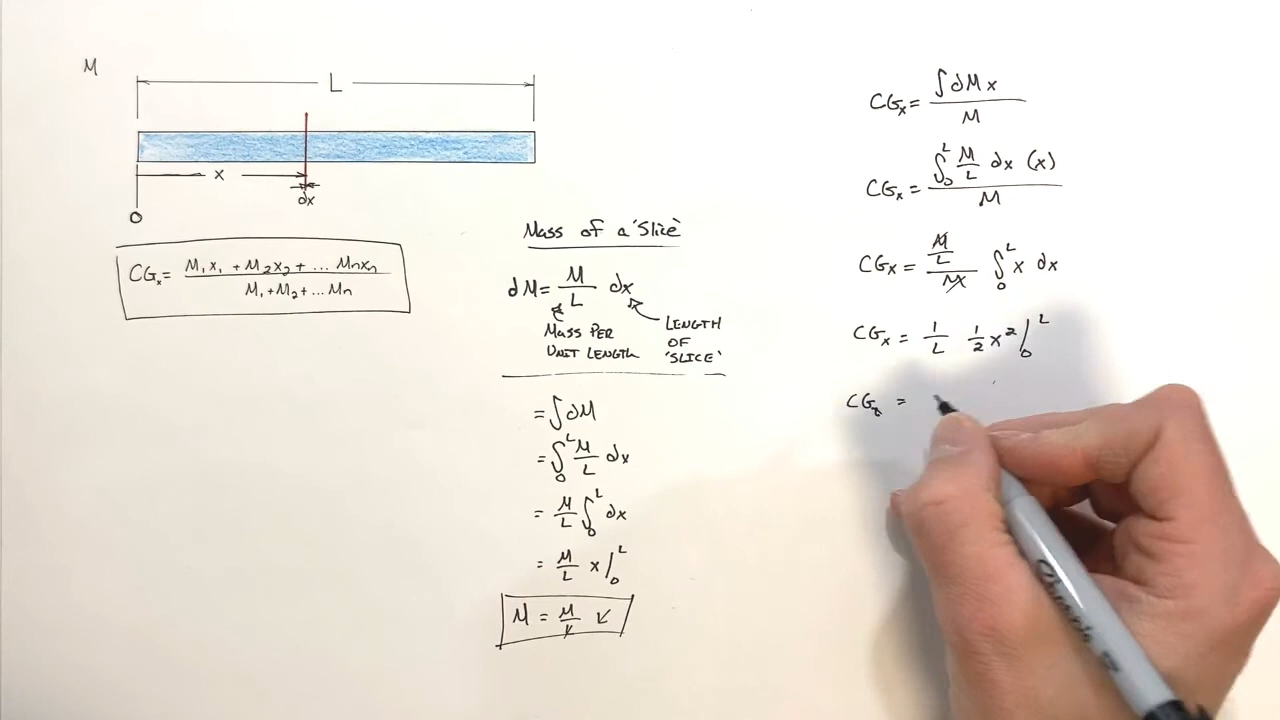 M
L
x
dx
0
CGx = M1x1 + M2x2 + ... Mnxn / M1 + M2 + ... Mn
Mass of a 'Slice'
dM = M/L dx
MASS PER UNIT LENGTH
LENGTH OF 'SLICE'
= ∫dM
= ∫₀ᴸ M/L dx
= M/L ∫₀ᴸ dx
= M/L x |₀ᴸ
M = M/L L
CGx = ∫dM x / M
CGx = ∫₀ᴸ M/L dx (x) / M
CGx = M/L / M ∫₀ᴸ x dx
CGx = 1/L 1/2 x² |₀ᴸ
CGx =
Sharpie